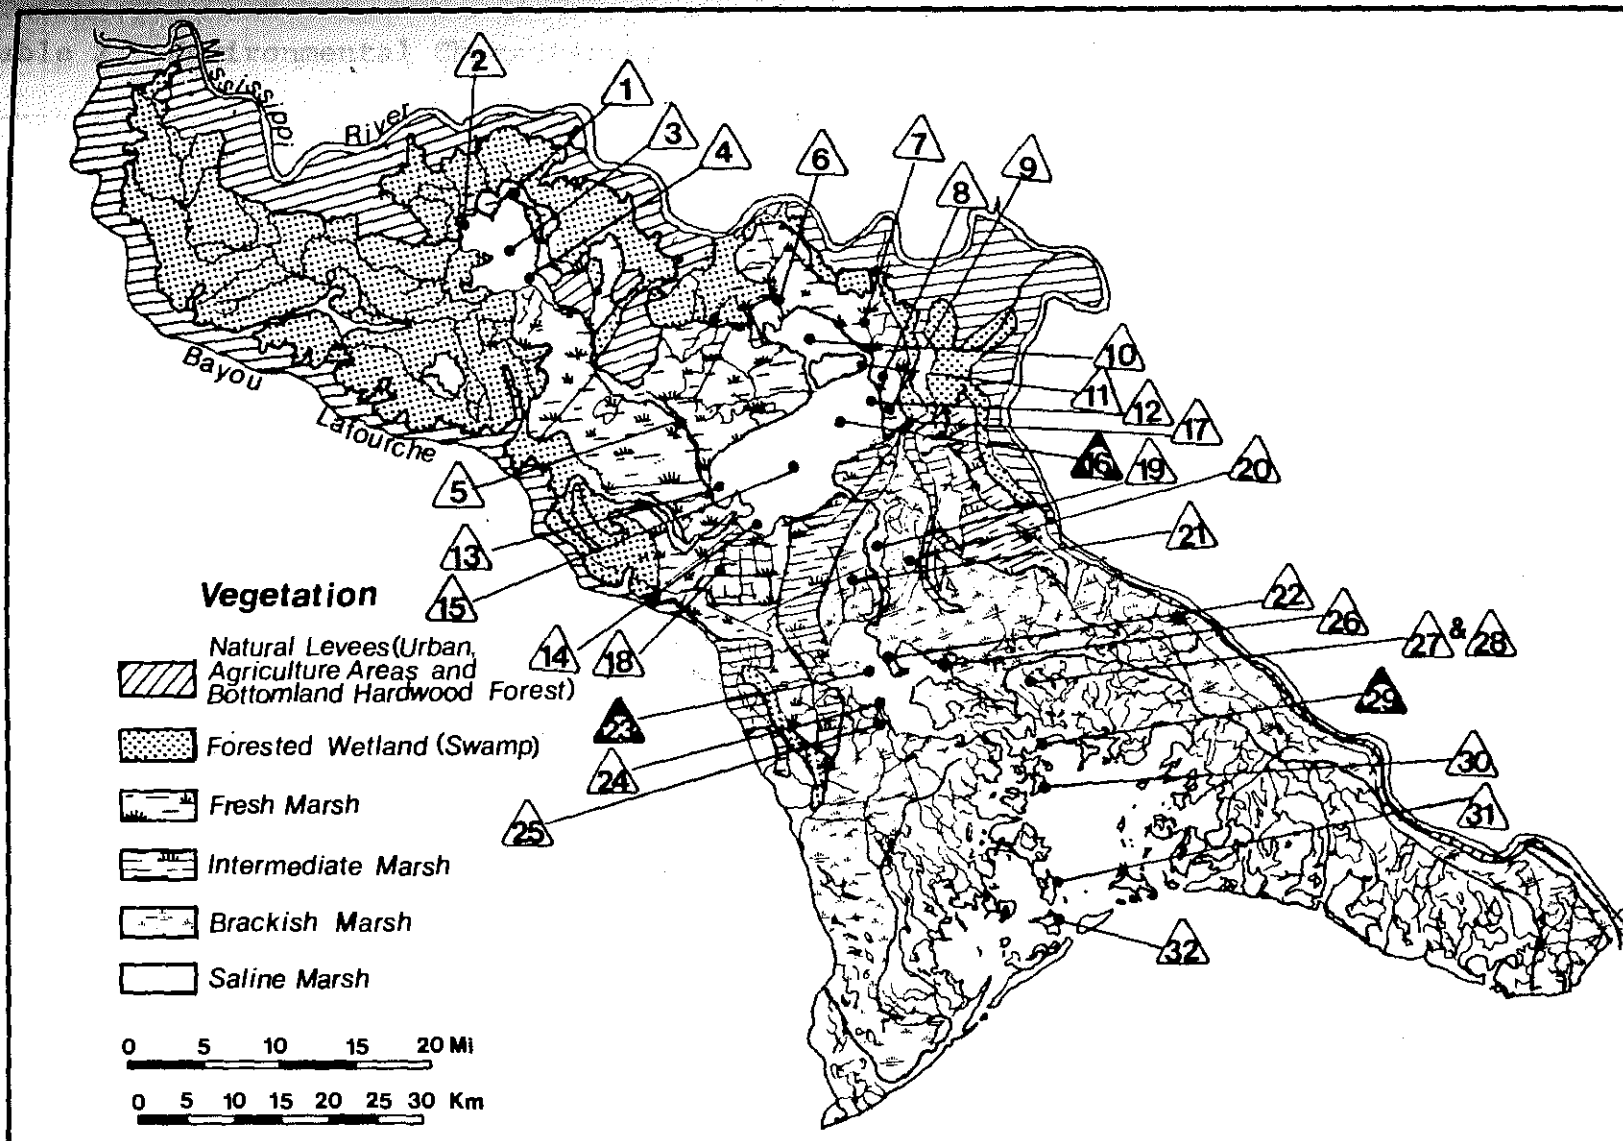 Mississippi
River
2
1
3
4
6
7
8
9
10
11
12
17
16
19
20
21
22
26
27 & 28
29
30
31
32
Bayou
Lafourche
5
13
15
14
18
23
24
25
Vegetation
Natural Levees (Urban,
Agriculture Areas and
Bottomland Hardwood Forest)
Forested Wetland (Swamp)
Fresh Marsh
Intermediate Marsh
Brackish Marsh
Saline Marsh
0 5 10 15 20 Mi
0 5 10 15 20 25 30 Km